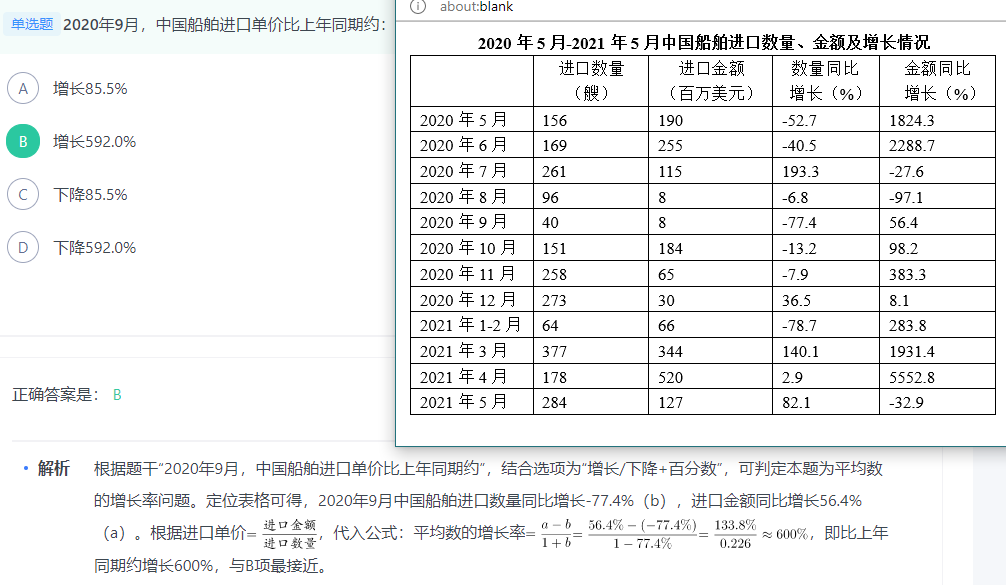 单选题 2020年9月，中国船舶进口单价比上年同期约：
A 增长85.5%
B 增长592.0%
C 下降85.5%
D 下降592.0%
about:blank
2020 年 5 月-2021 年 5 月中国船舶进口数量、金额及增长情况
进口数量（艘） 进口金额（百万美元） 数量同比增长（%） 金额同比增长（%）
2020 年 5 月 156 190 -52.7 1824.3
2020 年 6 月 169 255 -40.5 2288.7
2020 年 7 月 261 115 193.3 -27.6
2020 年 8 月 96 8 -6.8 -97.1
2020 年 9 月 40 8 -77.4 56.4
2020 年 10 月 151 184 -13.2 98.2
2020 年 11 月 258 65 -7.9 383.3
2020 年 12 月 273 30 36.5 8.1
2021 年 1-2 月 64 66 -78.7 283.8
2021 年 3 月 377 344 140.1 1931.4
2021 年 4 月 178 520 2.9 5552.8
2021 年 5 月 284 127 82.1 -32.9
正确答案是： B
解析 根据题干“2020年9月，中国船舶进口单价比上年同期约”，结合选项为“增长/下降+百分数”，可判定本题为平均数
的增长率问题。定位表格可得，2020年9月中国船舶进口数量同比增长-77.4%（b），进口金额同比增长56.4%
（a）。根据进口单价=进口金额/进口数量，代入公式：平均数的增长率=a−b/1+b=56.4%−(−77.4%)/1−77.4%=133.8%/0.226≈600%，即比上年
同期约增长600%，与B项最接近。